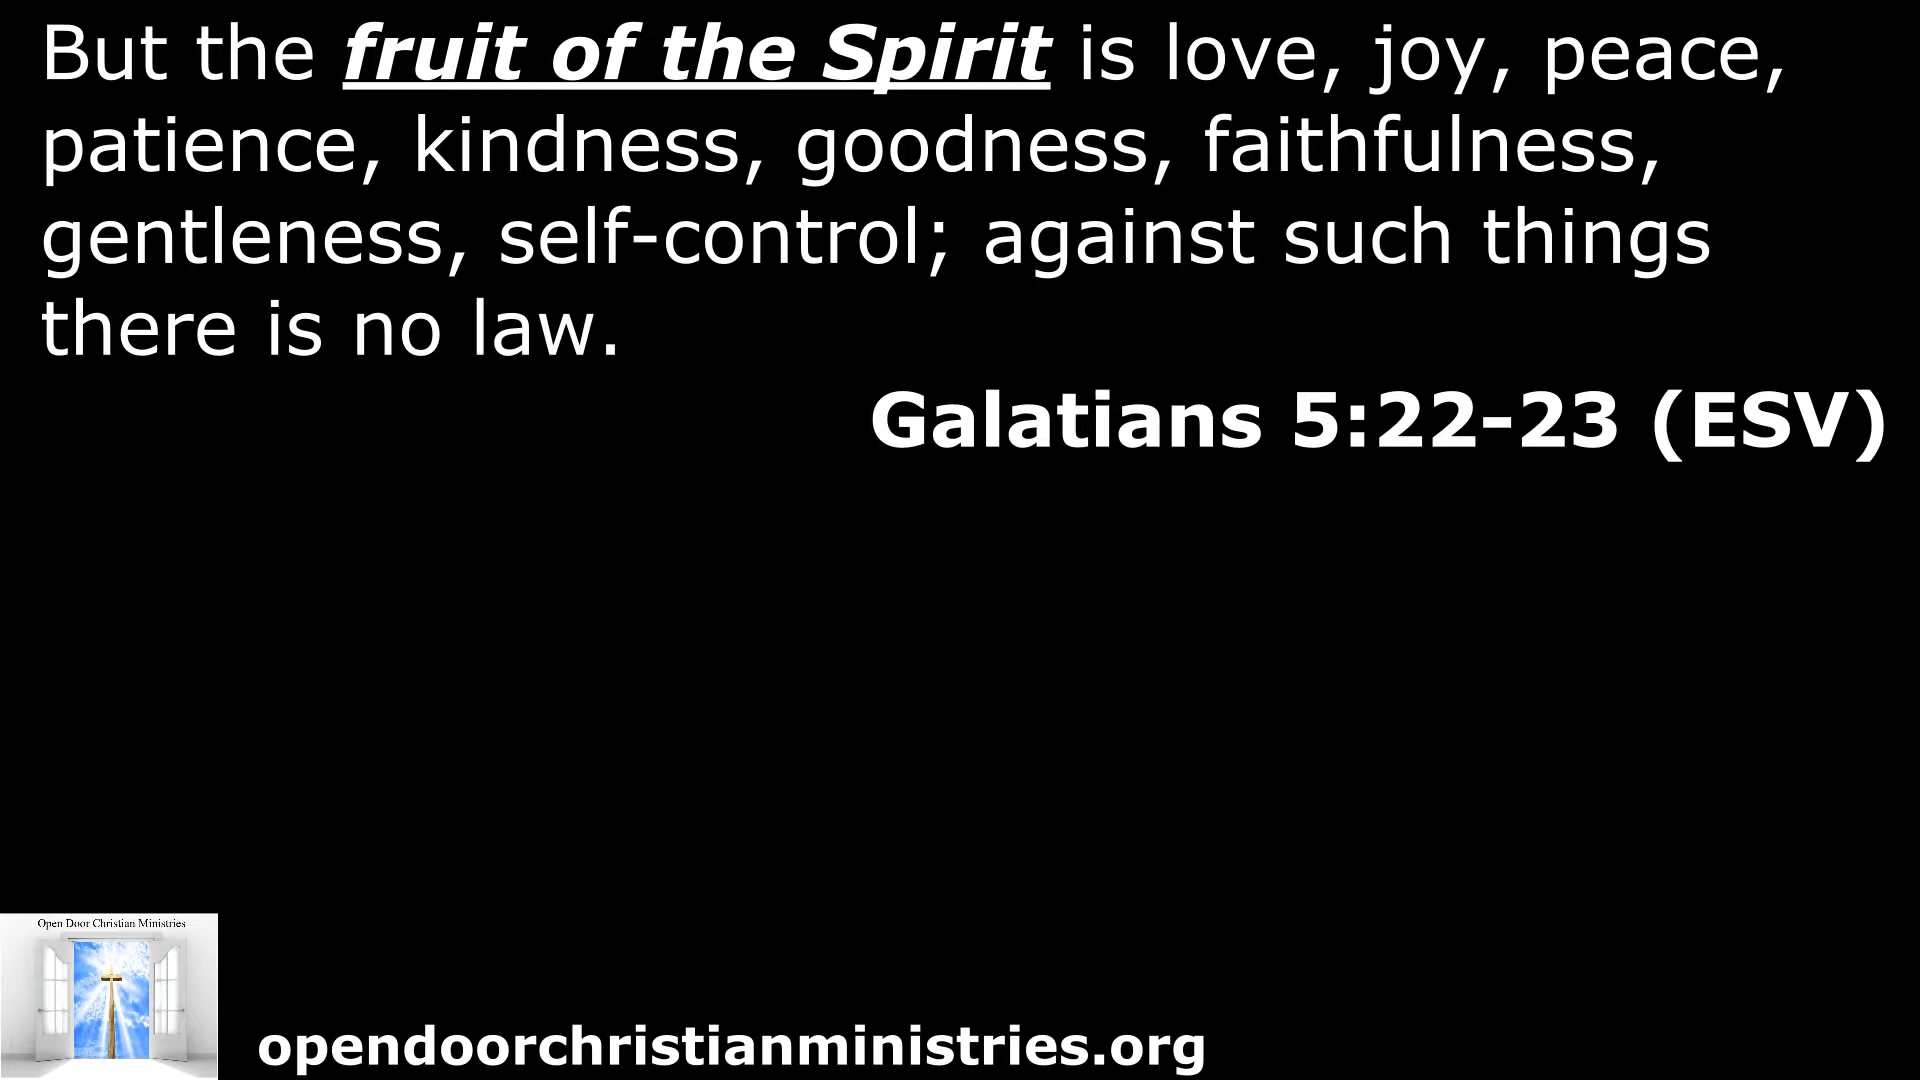 But the fruit of the Spirit is love, joy, peace,
patience, kindness, goodness, faithfulness,
gentleness, self-control; against such things
there is no law.
Galatians 5:22-23 (ESV)
Open Door Christian Ministries
opendoorchristianministries.org